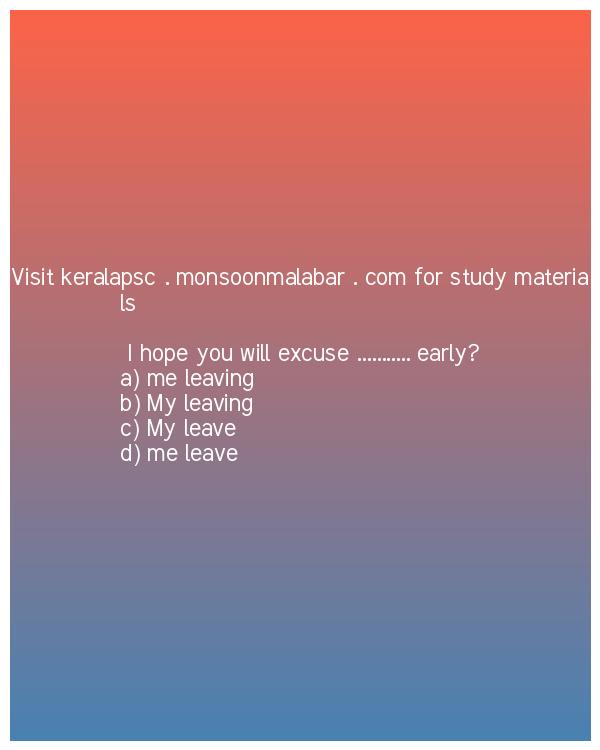 Visit keralapsc . monsoonmalabar . com for study materia
ls
I hope you will excuse ........... early?
a) me leaving
b) My leaving
c) My leave
d) me leave